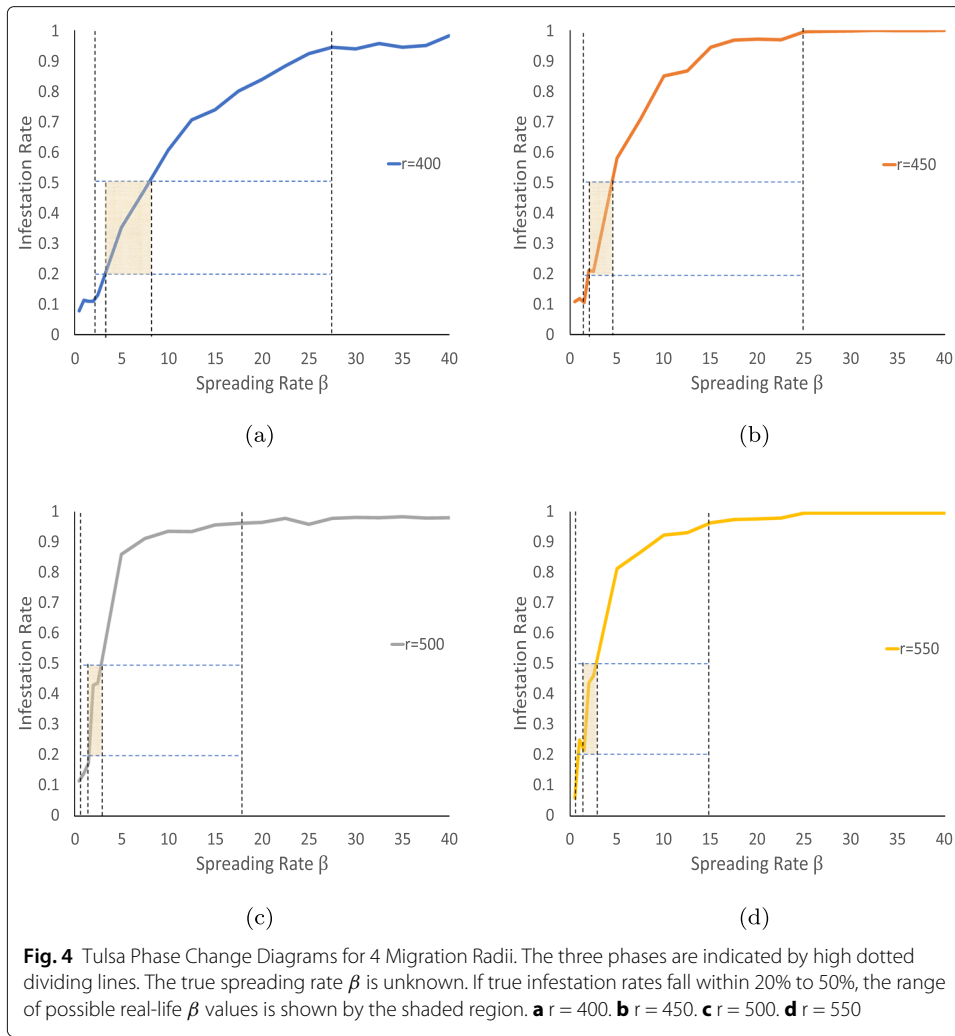 1
0.9
0.8
0.7
0.6
0.5
0.4
0.3
0.2
0.1
0
Infestation Rate
r=400
0 5 10 15 20 25 30 35 40
Spreading Rate β
(a)
1
0.9
0.8
0.7
0.6
0.5
0.4
0.3
0.2
0.1
0
Infestation Rate
r=450
0 5 10 15 20 25 30 35 40
Spreading Rate β
(b)
1
0.9
0.8
0.7
0.6
0.5
0.4
0.3
0.2
0.1
0
Infestation Rate
r=500
0 5 10 15 20 25 30 35 40
Spreading Rate β
(c)
1
0.9
0.8
0.7
0.6
0.5
0.4
0.3
0.2
0.1
0
Infestation Rate
r=550
0 5 10 15 20 25 30 35 40
Spreading Rate β
(d)
Fig. 4 Tulsa Phase Change Diagrams for 4 Migration Radii. The three phases are indicated by high dotted
dividing lines. The true spreading rate β is unknown. If true infestation rates fall within 20% to 50%, the range
of possible real-life β values is shown by the shaded region. a r = 400. b r = 450. c r = 500. d r = 550